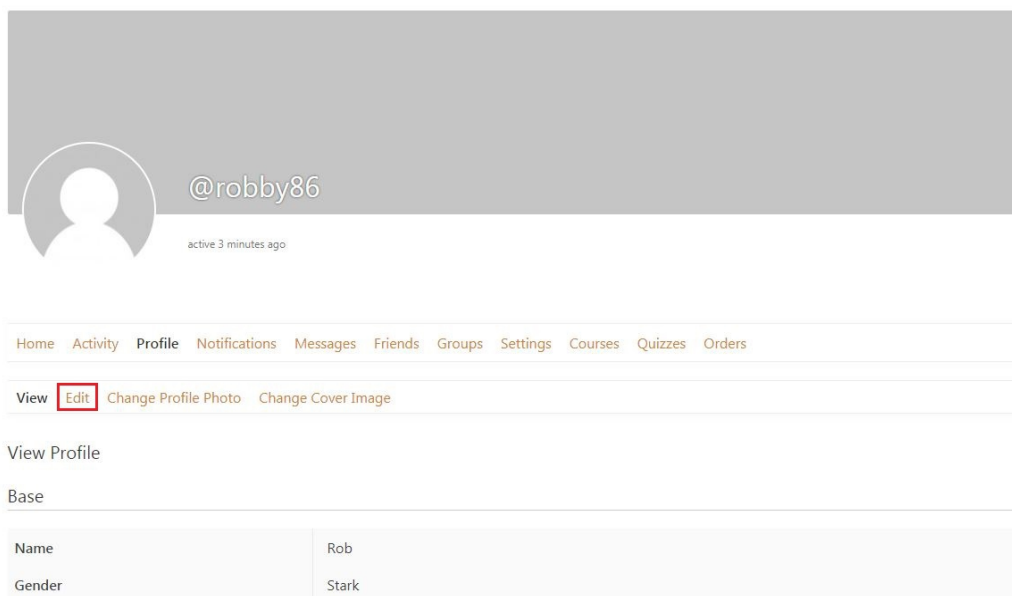 @robby86
active 3 minutes ago
Home Activity Profile Notifications Messages Friends Groups Settings Courses Quizzes Orders
View Edit Change Profile Photo Change Cover Image
View Profile
Base
Name Rob
Gender Stark